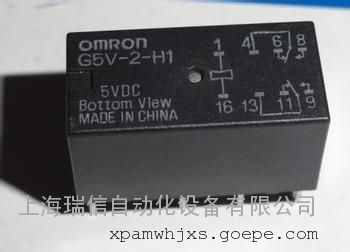 OMRON
G5V-2-H1
5VDC
Bottom View
MADE IN CHINA
1 4 6 8
16 13 11 9
上海瑞信自动化设备有限公司
xpamwhjxs.goepe.com